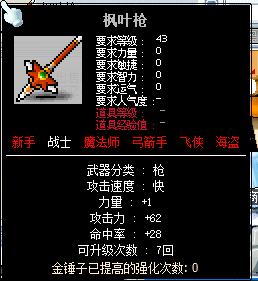 枫叶枪
要求等级: 43
要求力量: 0
要求敏捷: 0
要求智力: 0
要求运气: 0
要求人气度: -
道具等级: -
道具经验值: -
新手 战士 魔法师 弓箭手 飞侠 海盗
武器分类: 枪
攻击速度: 快
力量: +1
攻击力: +62
命中率: +28
可升级次数: 7回
金锤子已提高的强化次数: 0